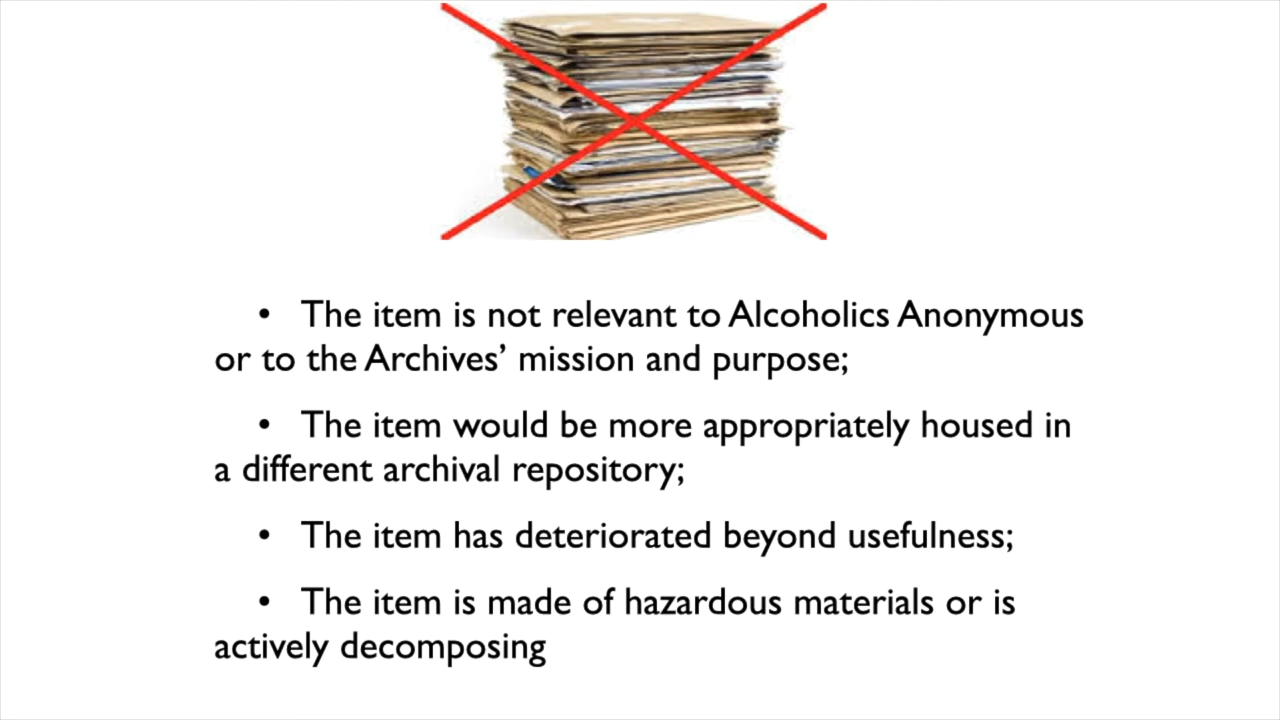 • The item is not relevant to Alcoholics Anonymous
or to the Archives’ mission and purpose;
• The item would be more appropriately housed in
a different archival repository;
• The item has deteriorated beyond usefulness;
• The item is made of hazardous materials or is
actively decomposing